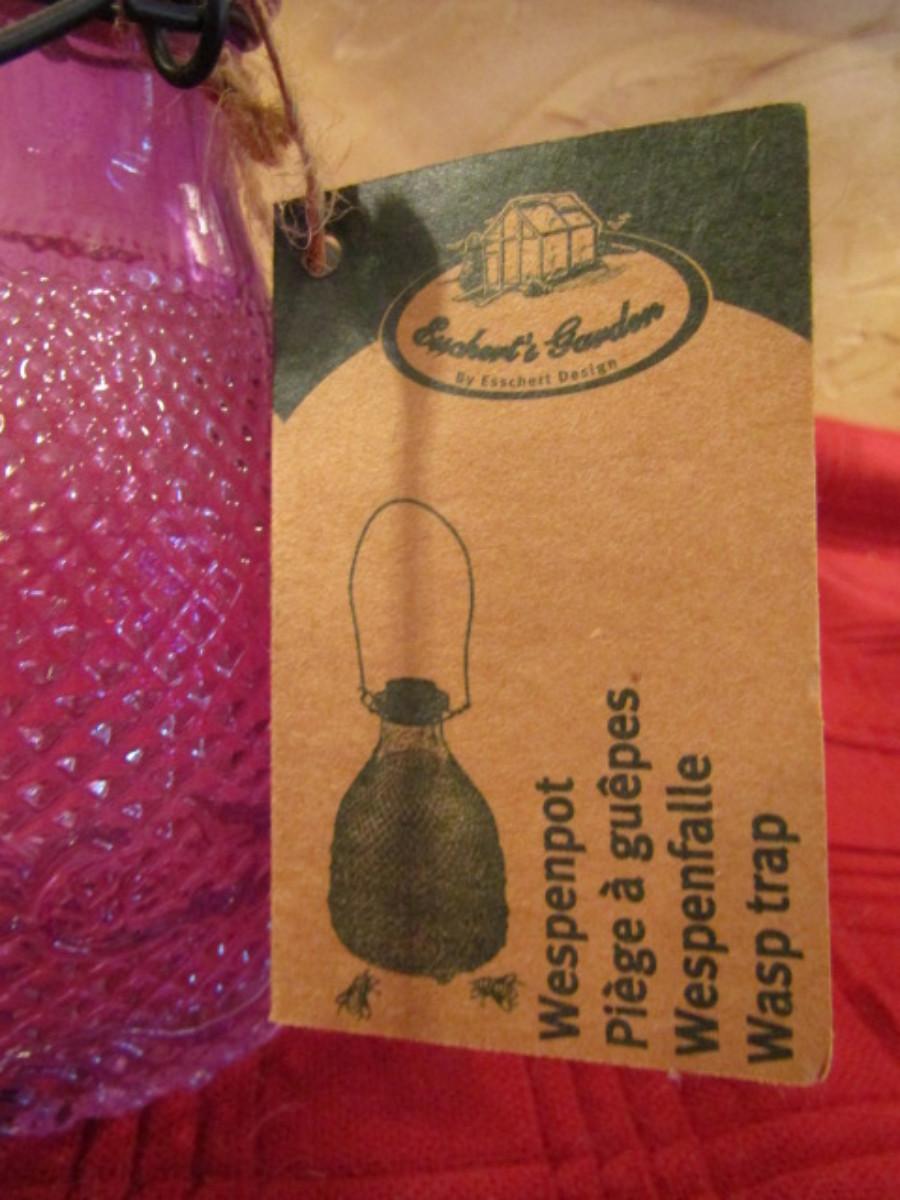 Esschert's Garden
By Esschert Design
Wespenpot
Piège à guêpes
Wespenfalle
Wasp trap